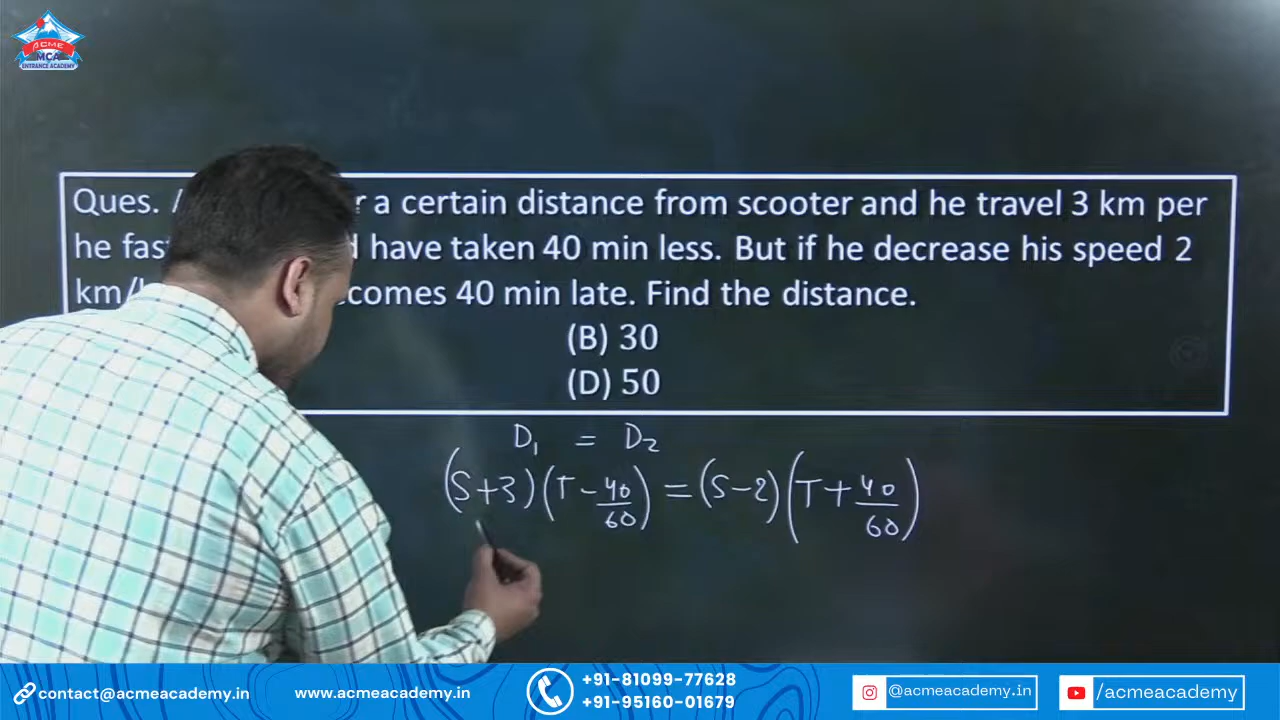 ACME
MCA
ENTRANCE ACADEMY
Ques. a certain distance from scooter and he travel 3 km per
he have taken 40 min less. But if he decrease his speed 2
40 min late. Find the distance.
(B) 30
(D) 50
D₁ = D₂
(S+3)(T-40/60) = (S-2)(T+40/60)
contact@acmeacademy.in
www.acmeacademy.in
+91-81099-77628
+91-95160-01679
@acmeacademy.in
/acmeacademy